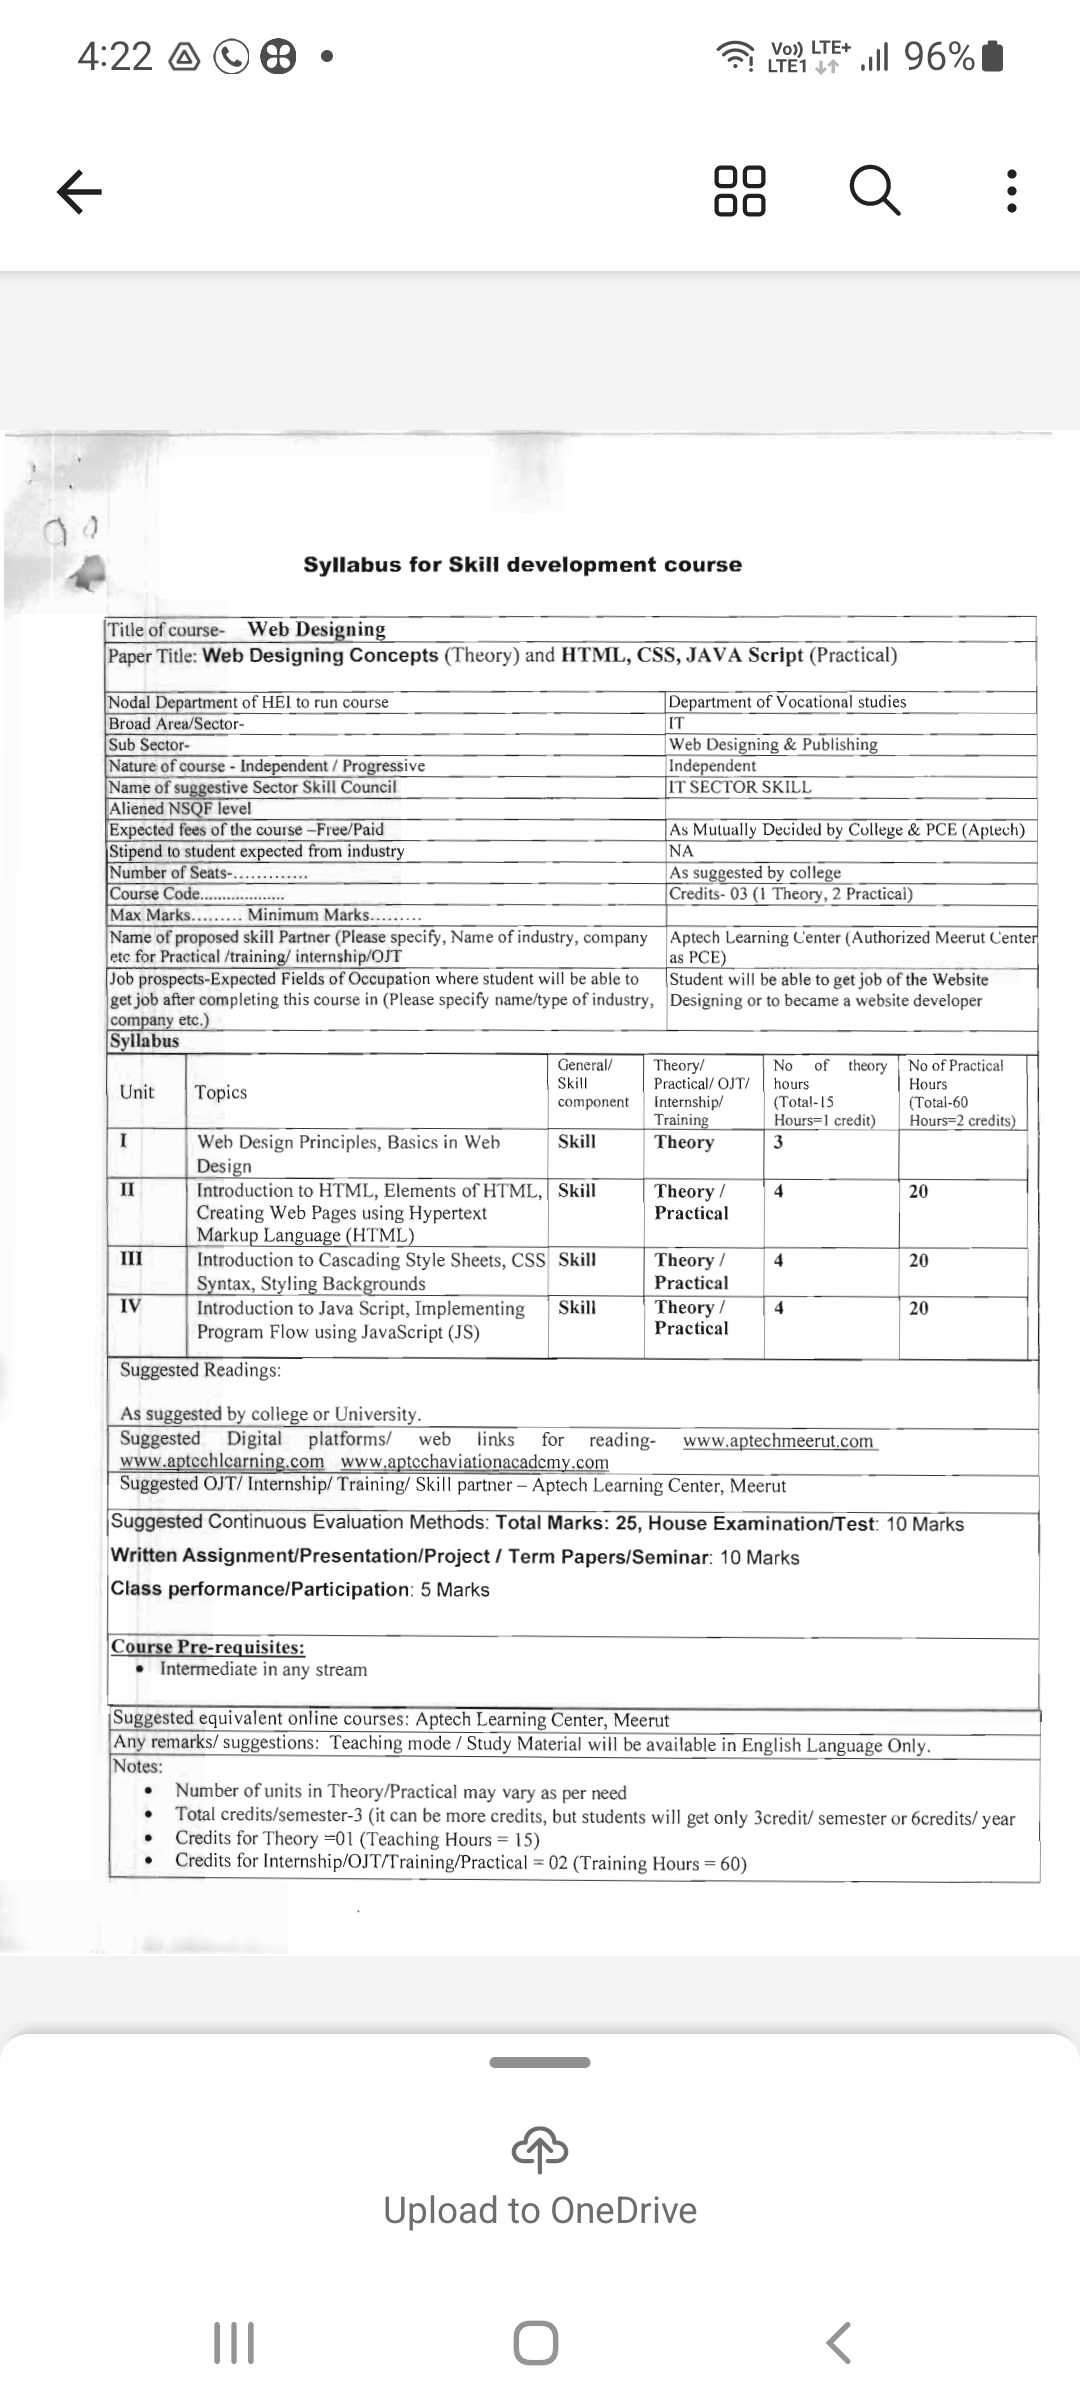 4:22
Vo)) LTE+
LTE1
96%
Syllabus for Skill development course
Title of course- Web Designing
Paper Title: Web Designing Concepts (Theory) and HTML, CSS, JAVA Script (Practical)
Nodal Department of HEI to run course Department of Vocational studies
Broad Area/Sector- IT
Sub Sector- Web Designing & Publishing
Nature of course - Independent / Progressive Independent
Name of suggestive Sector Skill Council IT SECTOR SKILL
Aliened NSQF level
Expected fees of the course –Free/Paid As Mutually Decided by College & PCE (Aptech)
Stipend to student expected from industry NA
Number of Seats-............. As suggested by college
Course Code................... Credits- 03 (1 Theory, 2 Practical)
Max Marks......... Minimum Marks.........
Name of proposed skill Partner (Please specify, Name of industry, company Aptech Learning Center (Authorized Meerut Center
etc for Practical /training/ internship/OJT as PCE)
Job prospects-Expected Fields of Occupation where student will be able to Student will be able to get job of the Website
get job after completing this course in (Please specify name/type of industry, Designing or to became a website developer
company etc.)
Syllabus
Unit
Topics
General/
Skill
component
Theory/
Practical/ OJT/
Internship/
Training
No of theory
hours
(Total-15
Hours=1 credit)
No of Practical
Hours
(Total-60
Hours=2 credits)
I Web Design Principles, Basics in Web Skill Theory 3
Design
II Introduction to HTML, Elements of HTML, Skill Theory / 4 20
Creating Web Pages using Hypertext Practical
Markup Language (HTML)
III Introduction to Cascading Style Sheets, CSS Skill Theory / 4 20
Syntax, Styling Backgrounds Practical
IV Introduction to Java Script, Implementing Skill Theory / 4 20
Program Flow using JavaScript (JS) Practical
Suggested Readings:
As suggested by college or University.
Suggested Digital platforms/ web links for reading- www.aptechmeerut.com
www.aptechlearning.com www.aptechaviationacademy.com
Suggested OJT/ Internship/ Training/ Skill partner – Aptech Learning Center, Meerut
Suggested Continuous Evaluation Methods: Total Marks: 25, House Examination/Test: 10 Marks
Written Assignment/Presentation/Project / Term Papers/Seminar: 10 Marks
Class performance/Participation: 5 Marks
Course Pre-requisites:
• Intermediate in any stream
Suggested equivalent online courses: Aptech Learning Center, Meerut
Any remarks/ suggestions: Teaching mode / Study Material will be available in English Language Only.
Notes:
• Number of units in Theory/Practical may vary as per need
• Total credits/semester-3 (it can be more credits, but students will get only 3credit/ semester or 6credits/ year
• Credits for Theory =01 (Teaching Hours = 15)
• Credits for Internship/OJT/Training/Practical = 02 (Training Hours = 60)
Upload to OneDrive